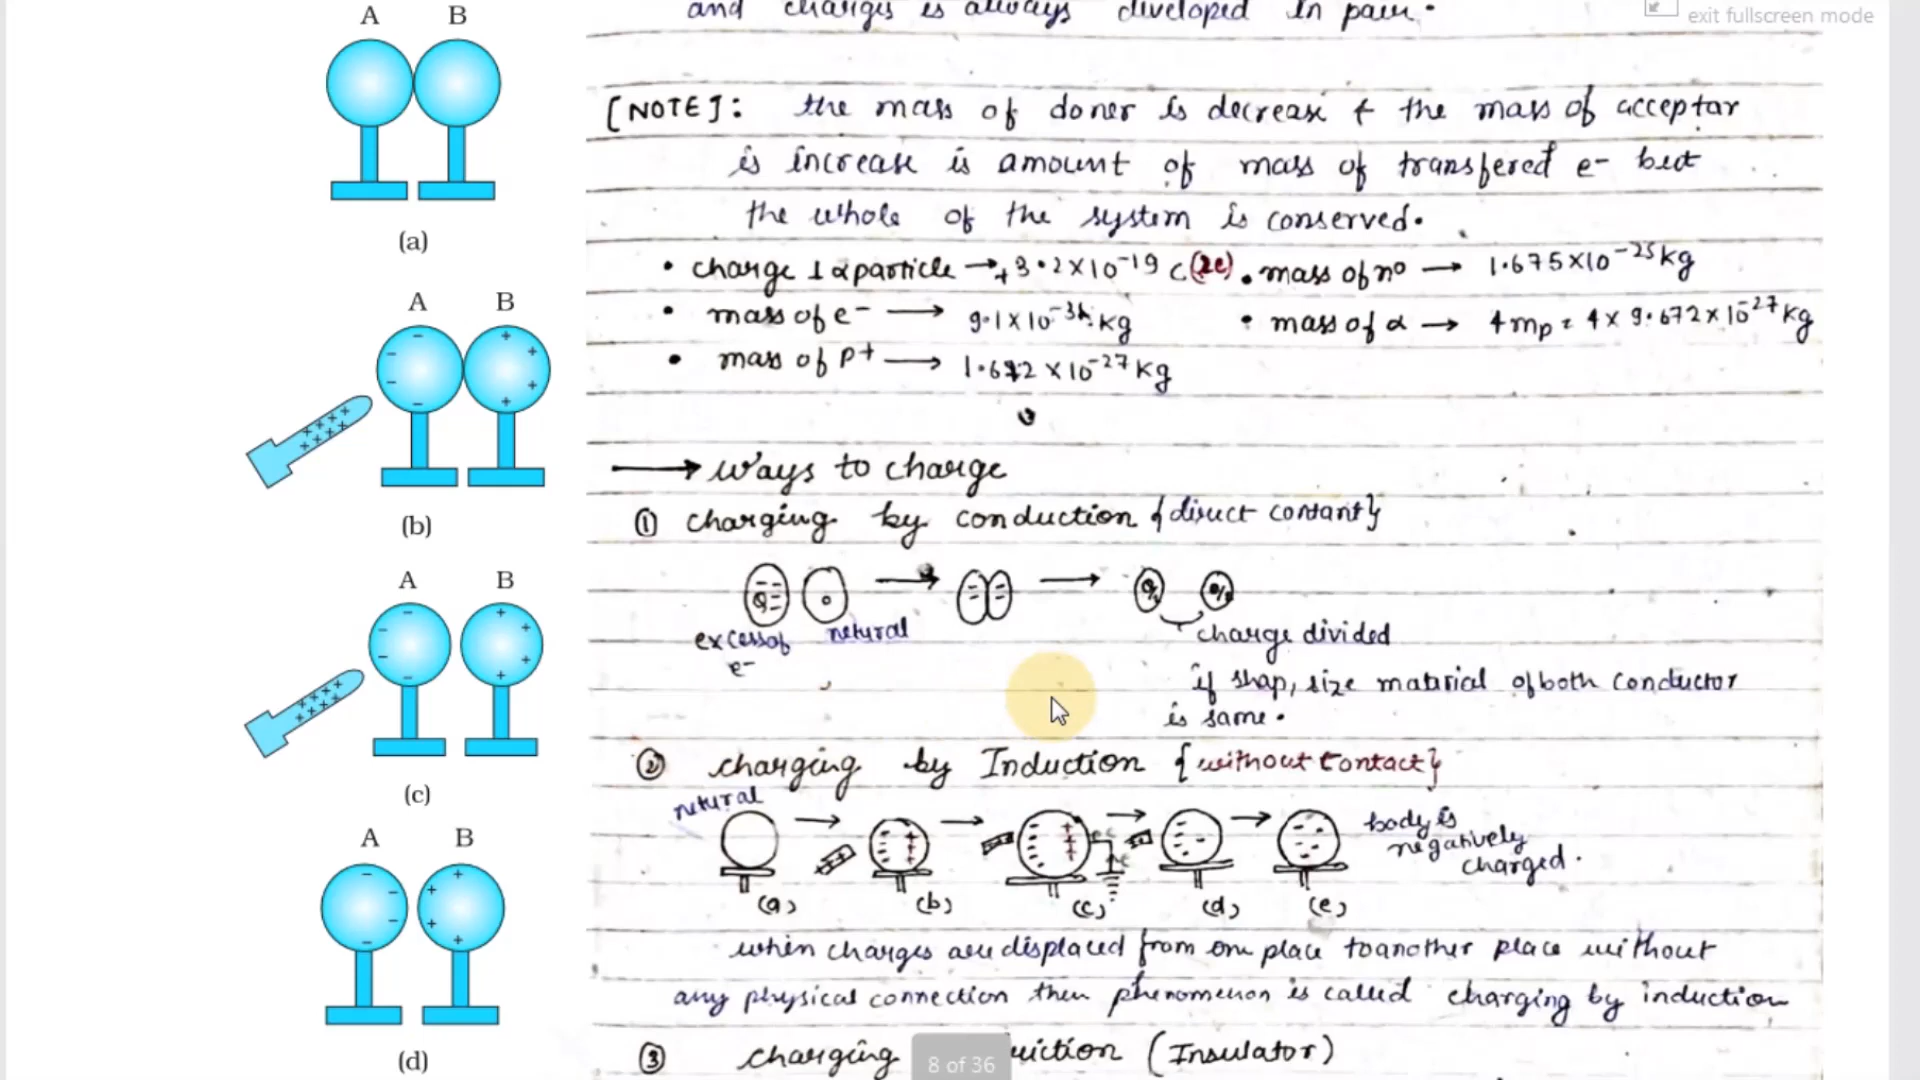 A B
(a)
A B
(b)
A B
(c)
A B
(d)
exit fullscreen mode
and charges is always diveloped in pair.
[NOTE]: the mass of doner is decrease & the mass of acceptar
is increase is amount of mass of transfered e- but
the whole of the system is conserved.
• charge 1 α particle → +3.2×10⁻¹⁹ C (2e) • mass of n⁰ → 1.675×10⁻²⁵ kg
• mass of e⁻ → 9.1×10⁻³ kg • mass of α → 4mp = 4 × 9.672×10⁻²⁷ kg
• mass of p+ → 1.672 ×10⁻²⁷ kg
→ ways to charge
① charging by conduction {direct contant}
Q
excess of netural
e⁻
charge divided
if shap, size matirial of both conductor
is same.
② charging by Induction {without contact}
netural
body is
negatively
charged.
(a) (b) (c) (d) (e)
when charges are displaced from one place to another place without
any physical connection then phenomenon is called charging by induction
③ charging (Insulator)
8 of 36